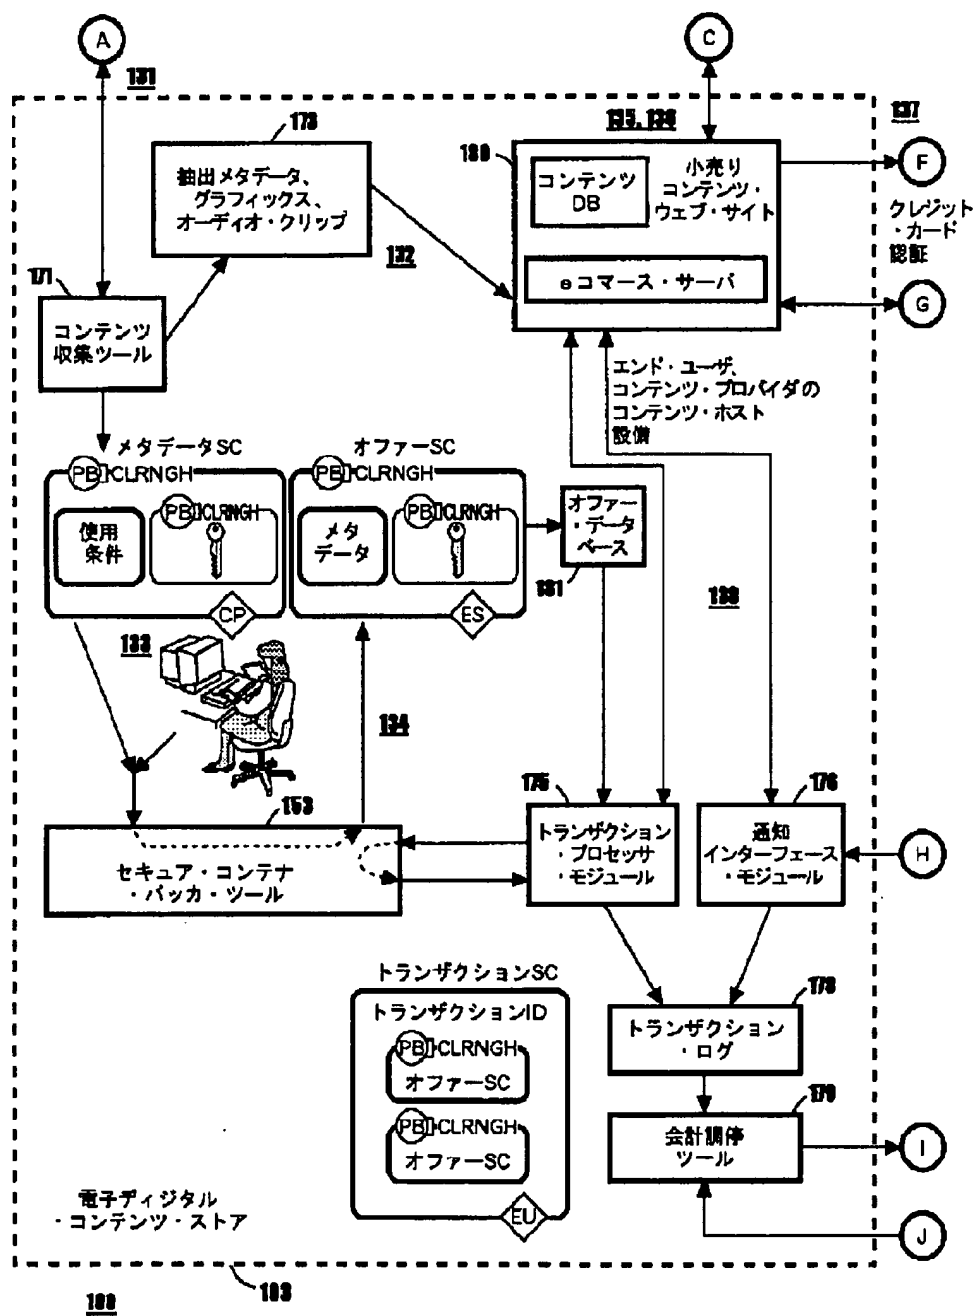 A
C
131
137
173
135, 136
180
抽出メタデータ、
グラフィックス、
オーディオ・クリップ
コンテンツ
DB
小売り
コンテンツ・
ウェブ・サイト
F
クレジット
・カード
認証
132
171
eコマース・サーバ
G
コンテンツ
収集ツール
エンド・ユーザ、
コンテンツ・プロバイダの
コンテンツ・ホスト
設備
メタデータSC
オファーSC
PB CLRNGH
PB CLRNGH
使用
条件
PB CLRNGH
メタ
データ
PB CLRNGH
オファー
・データ
ベース
181
CP
ES
133
134
153
175
176
セキュア・コンテナ
・パッカ・ツール
トランザクション
・プロセッサ
・モジュール
通知
インターフェース
・モジュール
H
トランザクションSC
トランザクションID
PB CLRNGH
オファーSC
PB CLRNGH
オファーSC
EU
178
トランザクション
・ログ
179
会計調停
ツール
I
J
電子ディジタル
・コンテンツ・ストア
103
100